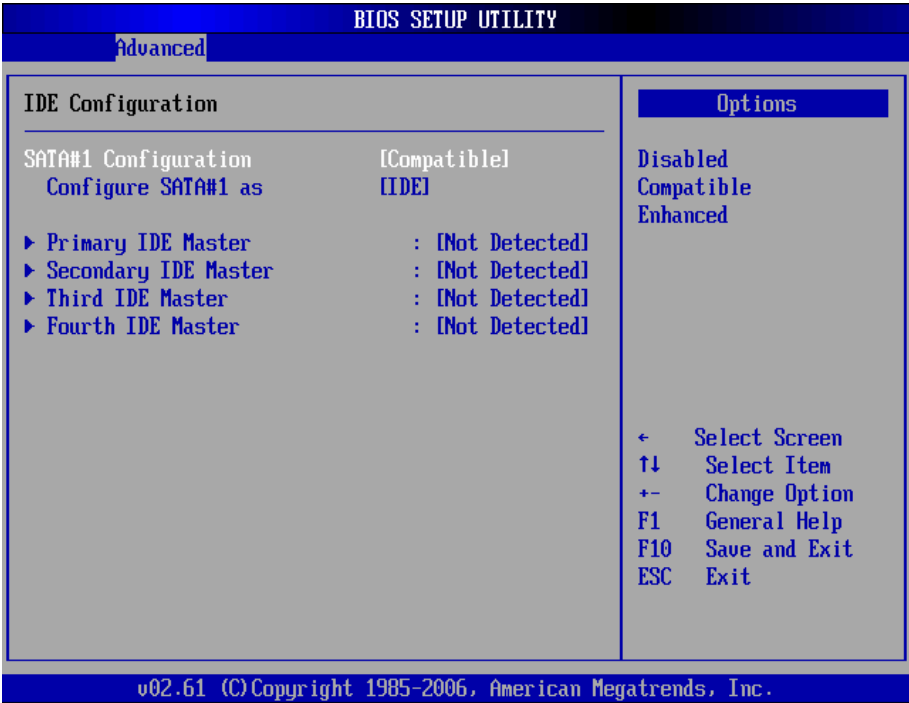 BIOS SETUP UTILITY
Advanced
IDE Configuration
SATA#1 Configuration [Compatible]
Configure SATA#1 as [IDE]
Primary IDE Master : [Not Detected]
Secondary IDE Master : [Not Detected]
Third IDE Master : [Not Detected]
Fourth IDE Master : [Not Detected]
Options
Disabled
Compatible
Enhanced
← Select Screen
↑↓ Select Item
+- Change Option
F1 General Help
F10 Save and Exit
ESC Exit
v02.61 (C)Copyright 1985-2006, American Megatrends, Inc.